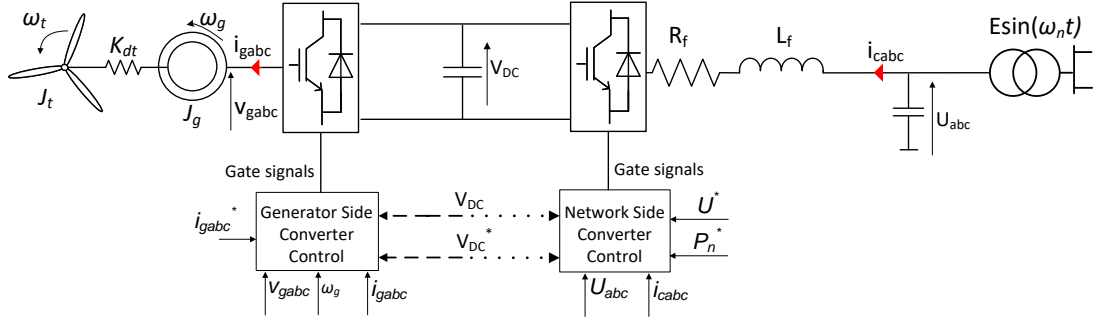 ωt
Kdt
ωg
igabc
Jt
Jg
vgabc
VDC
Rf
Lf
icabc
Esin(ωnt)
Uabc
Gate signals
Gate signals
igabc*
Generator Side
Converter
Control
VDC
VDC*
Network Side
Converter
Control
U*
Pn*
vgabc
ωg
igabc
Uabc
icabc